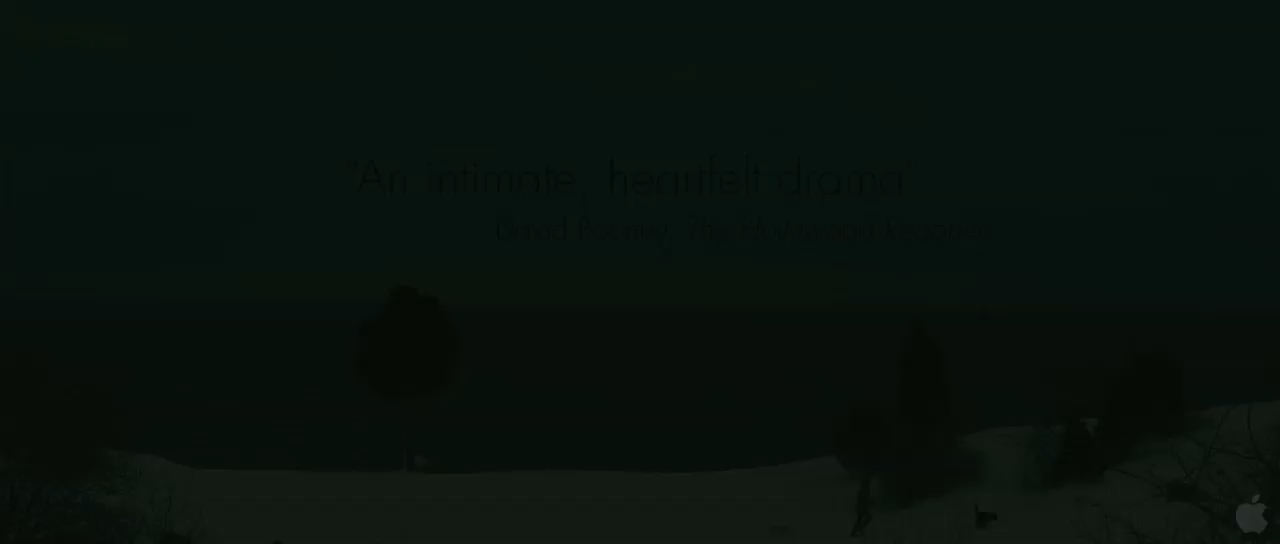 "An intimate, heartfelt drama"
David Rooney, The Hollywood Reporter